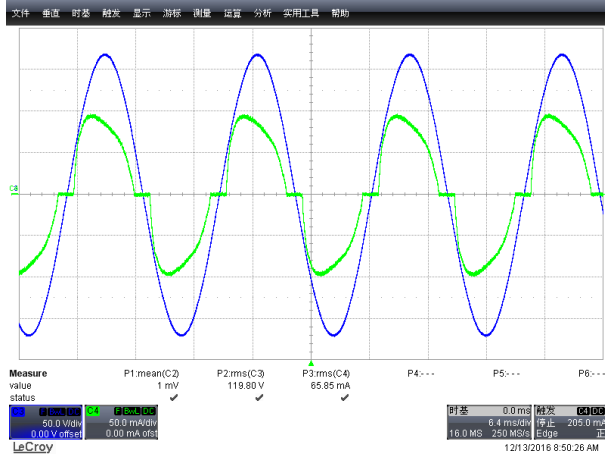 文件 垂直 时基 触发 显示 游标 测量 运算 分析 实用工具 帮助
Measure P1:mean(C2) P2:rms(C3) P3:rms(C4) P4:- - - P5:- - - P6:- - -
value 1 mV 119.80 V 65.85 mA
status
C4 F BwL DC
50.0 V/div 50.0 mA/div
0.00 V offset 0.00 mA ofst
时基 0.0 ms 触发 C4 DC
6.4 ms/div 停止 205.0 mA
16.0 MS 250 MS/s Edge 正
LeCroy 12/13/2016 8:50:26 AM